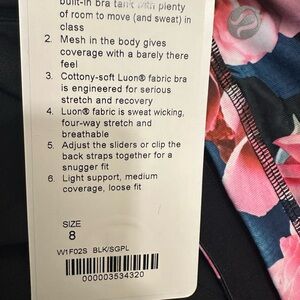 built-in bra tank with plenty
of room to move (and sweat) in
class
2. Mesh in the body gives
coverage with a barely there
feel
3. Cottony-soft Luon® fabric bra
is engineered for serious
stretch and recovery
4. Luon® fabric is sweat wicking,
four-way stretch and
breathable
5. Adjust the sliders or clip the
back straps together for a
snugger fit
6. Light support, medium
coverage, loose fit
SIZE
8
W1F02S BLK/SGPL
000003534320